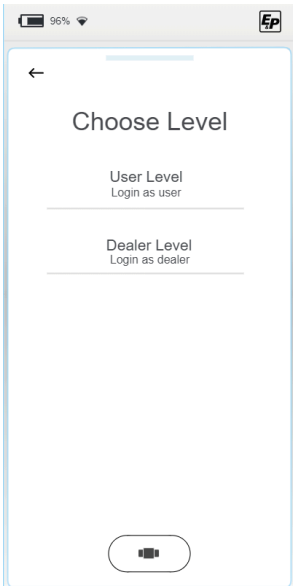 96%
EP
Choose Level
User Level
Login as user
Dealer Level
Login as dealer